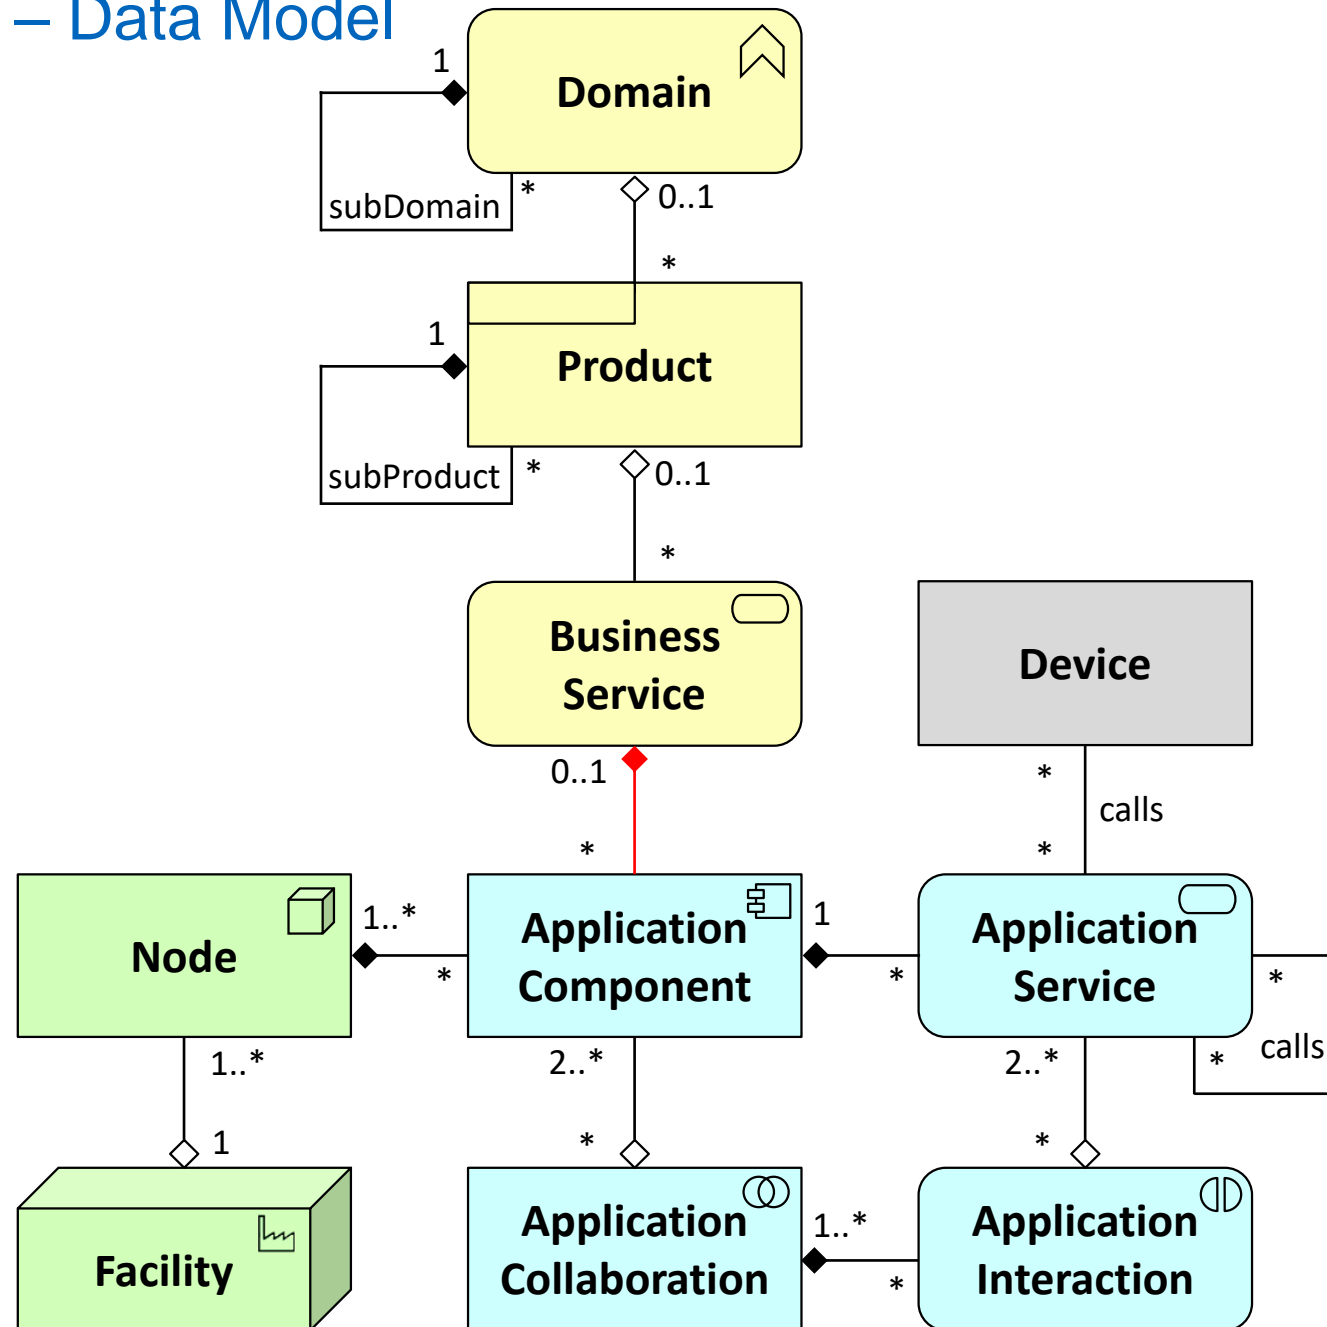 – Data Model
1
Domain
subDomain
*
0..1
*
1
Product
subProduct
*
0..1
*
Business
Service
Device
0..1
*
calls
*
*
Node
1..*
*
Application
Component
1
*
Application
Service
*
1..*
2..*
2..*
*
calls
1
*
*
Facility
Application
Collaboration
1..*
*
Application
Interaction